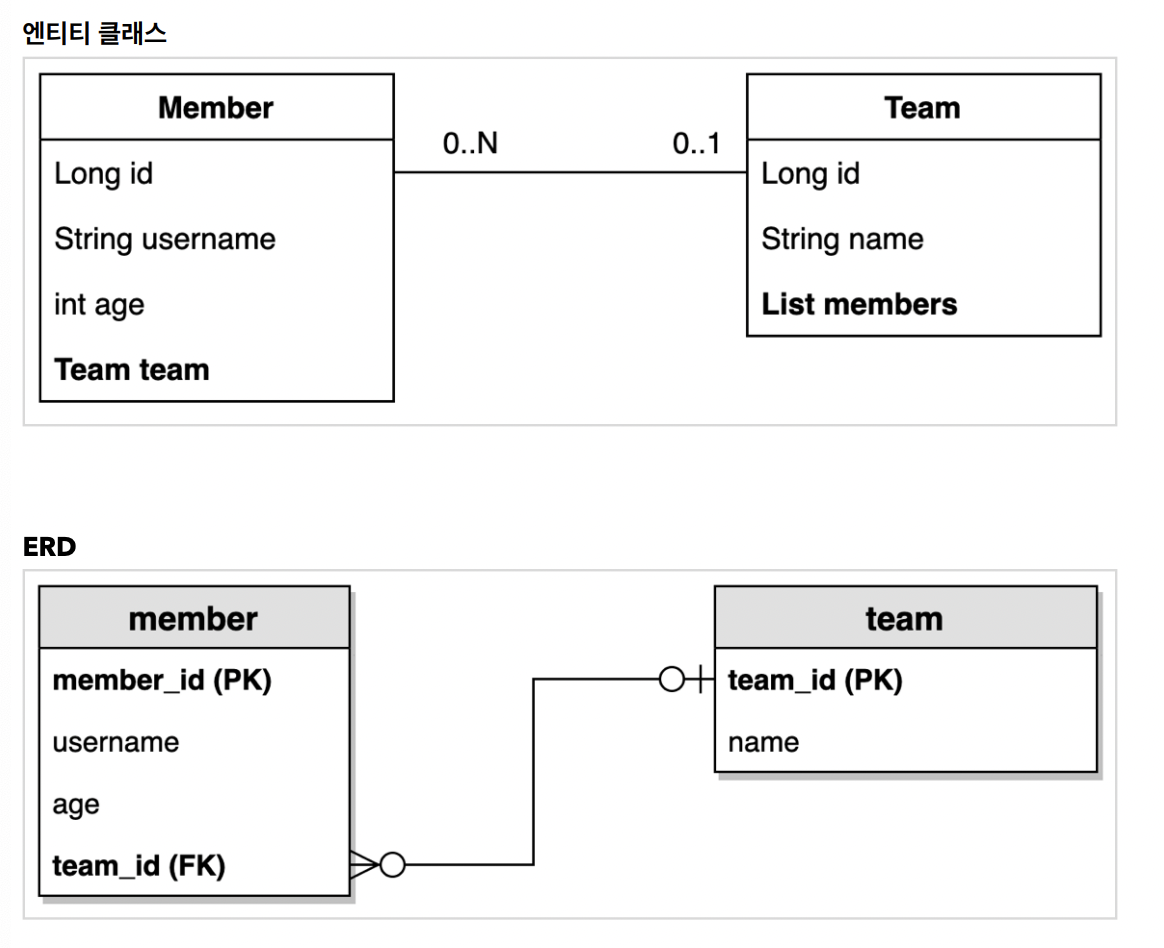 엔티티 클래스
Member
Long id
String username
int age
Team team
0..N
0..1
Team
Long id
String name
List members
ERD
member
member_id (PK)
username
age
team_id (FK)
team
team_id (PK)
name